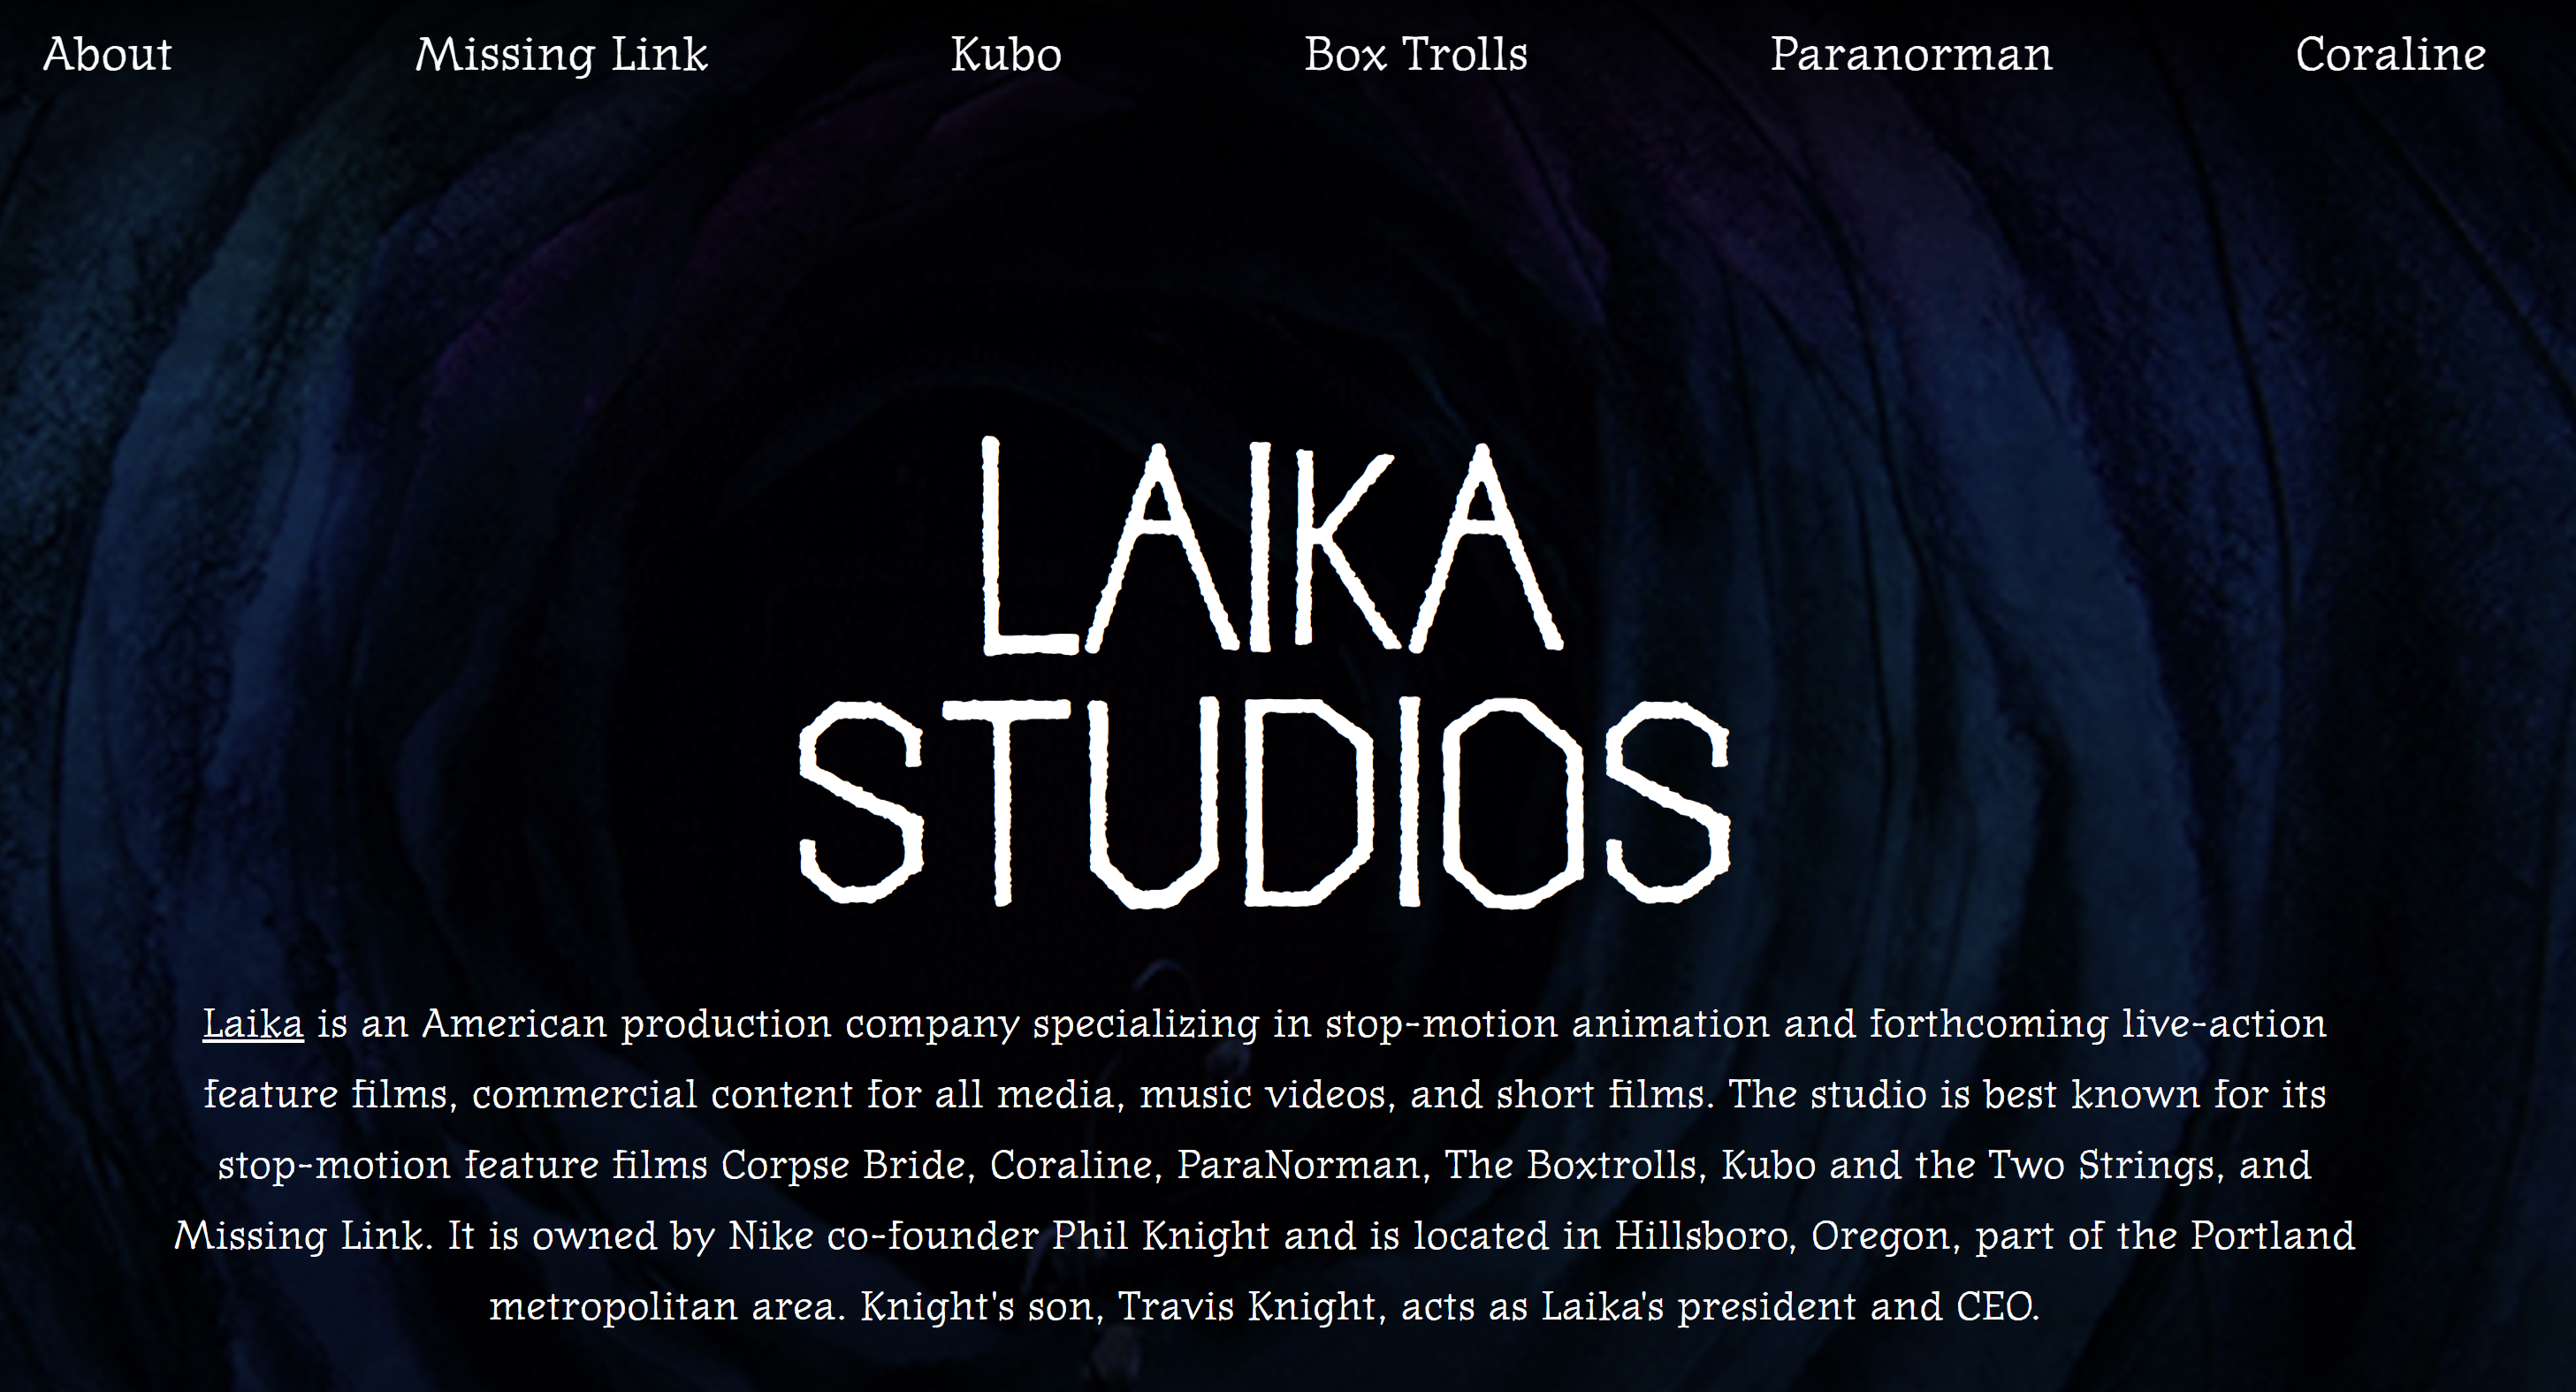 About Missing Link Kubo Box Trolls Paranorman Coraline
LAIKA
STUDIOS
Laika is an American production company specializing in stop-motion animation and forthcoming live-action
feature films, commercial content for all media, music videos, and short films. The studio is best known for its
stop-motion feature films Corpse Bride, Coraline, ParaNorman, The Boxtrolls, Kubo and the Two Strings, and
Missing Link. It is owned by Nike co-founder Phil Knight and is located in Hillsboro, Oregon, part of the Portland
metropolitan area. Knight's son, Travis Knight, acts as Laika's president and CEO.